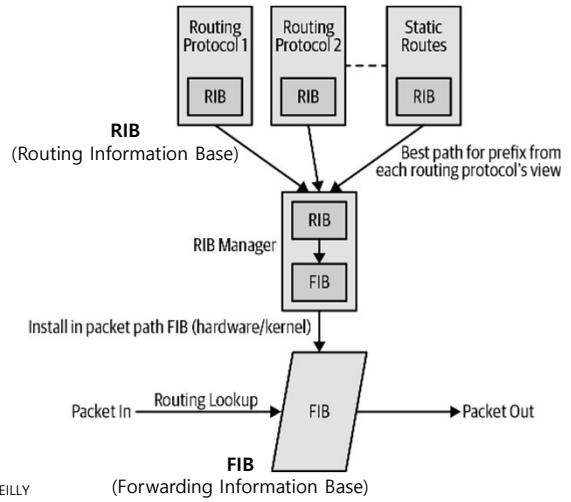 Routing
Protocol 1
Routing
Protocol 2
Static
Routes
RIB
RIB
RIB
RIB
(Routing Information Base)
Best path for prefix from
each routing protocol's view
RIB
RIB Manager
FIB
Install in packet path FIB (hardware/kernel)
Packet In
Routing Lookup
FIB
Packet Out
FIB
(Forwarding Information Base)
EILLY